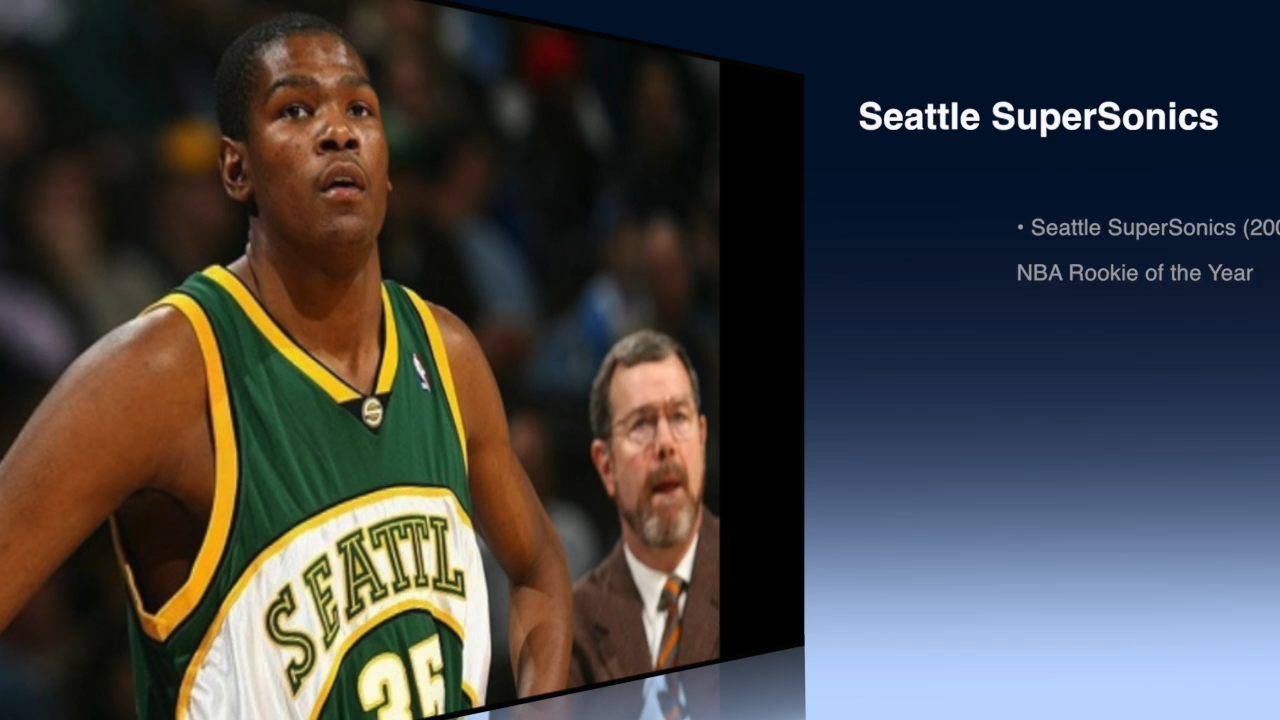 Seattle SuperSonics
• Seattle SuperSonics (200
NBA Rookie of the Year
SEATTL
35